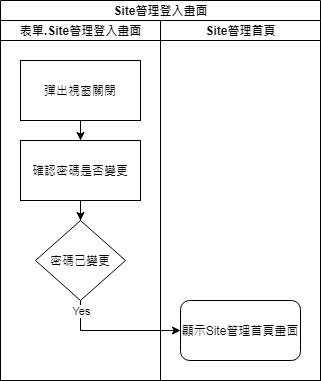 Site管理登入畫面
表單.Site管理登入畫面
Site管理首頁
彈出視窗關閉
確認密碼是否變更
密碼已變更
Yes
顯示Site管理首頁畫面